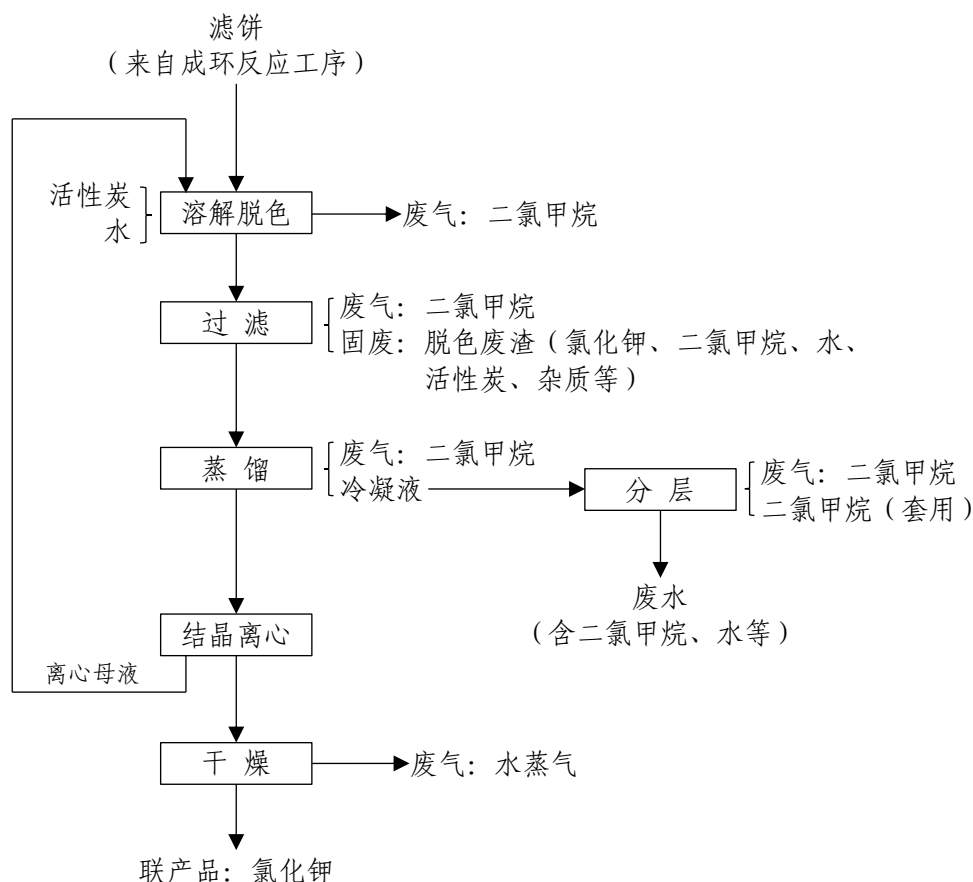 滤饼
（来自成环反应工序）
活性炭
水
溶解脱色
废气：二氯甲烷
过滤
废气：二氯甲烷
固废：脱色废渣（氯化钾、二氯甲烷、水、
活性炭、杂质等）
蒸馏
废气：二氯甲烷
冷凝液
分层
废气：二氯甲烷
二氯甲烷（套用）
废水
（含二氯甲烷、水等）
结晶离心
离心母液
干燥
废气：水蒸气
联产品：氯化钾